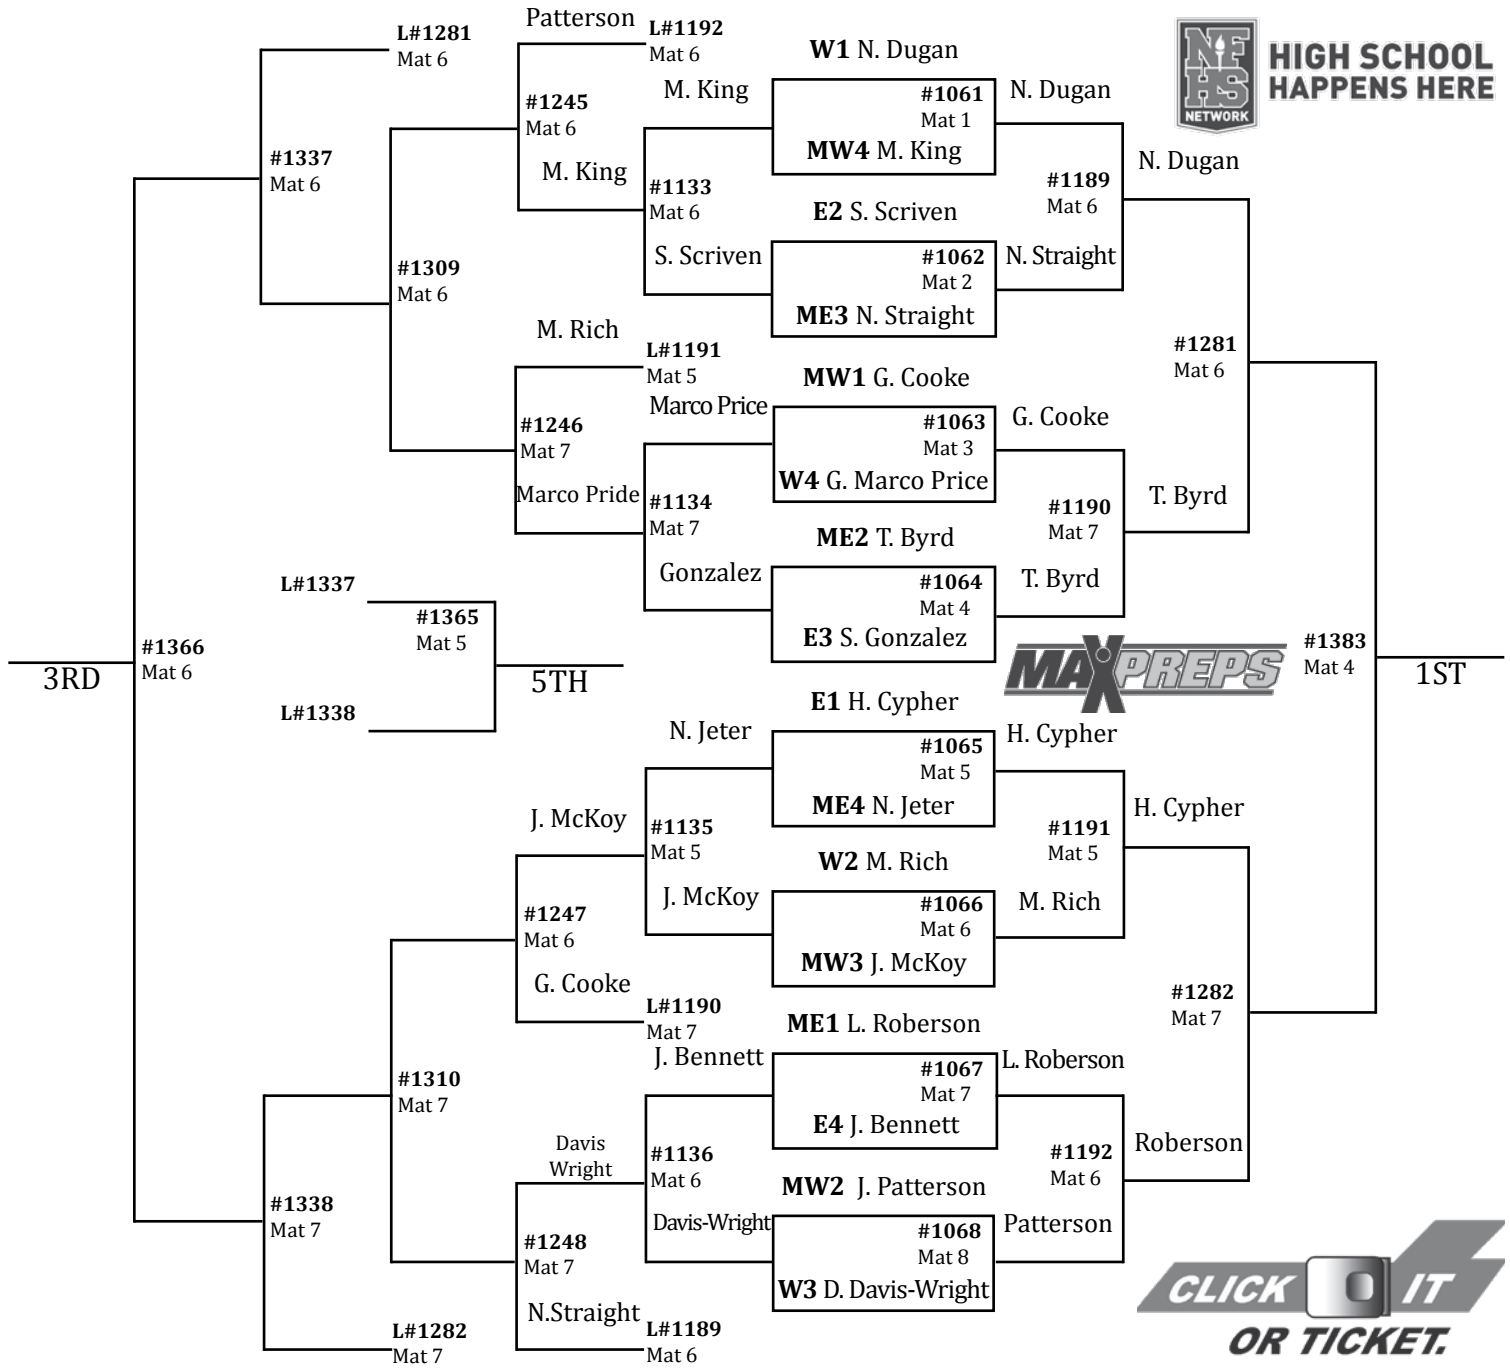 Patterson
L#1281
Mat 6
L#1192
Mat 6
W1 N. Dugan
NFHS
NETWORK
HIGH SCHOOL
HAPPENS HERE
M. King
#1061
Mat 1
N. Dugan
#1245
Mat 6
MW4 M. King
N. Dugan
#1337
Mat 6
M. King
#1133
Mat 6
#1189
Mat 6
E2 S. Scriven
S. Scriven
#1062
Mat 2
N. Straight
#1309
Mat 6
ME3 N. Straight
M. Rich
L#1191
Mat 5
#1281
Mat 6
MW1 G. Cooke
Marco Price
#1063
Mat 3
G. Cooke
#1246
Mat 7
W4 G. Marco Price
Marco Pride
#1134
Mat 7
T. Byrd
#1190
Mat 7
ME2 T. Byrd
L#1337
Gonzalez
#1064
Mat 4
T. Byrd
#1365
Mat 5
E3 S. Gonzalez
#1366
Mat 6
3RD
5TH
MAXPREPS
#1383
Mat 4
1ST
L#1338
E1 H. Cypher
N. Jeter
H. Cypher
#1065
Mat 5
ME4 N. Jeter
H. Cypher
J. McKoy
#1135
Mat 5
#1191
Mat 5
W2 M. Rich
J. McKoy
#1066
Mat 6
M. Rich
#1247
Mat 6
MW3 J. McKoy
G. Cooke
L#1190
Mat 7
#1282
Mat 7
ME1 L. Roberson
J. Bennett
#1067
Mat 7
L. Roberson
#1310
Mat 7
E4 J. Bennett
Davis
Wright
#1136
Mat 6
Roberson
#1192
Mat 6
MW2 J. Patterson
#1338
Mat 7
Davis-Wright
#1068
Mat 8
Patterson
#1248
Mat 7
W3 D. Davis-Wright
N.Straight
L#1282
Mat 7
L#1189
Mat 6
CLICK IT
OR TICKET.